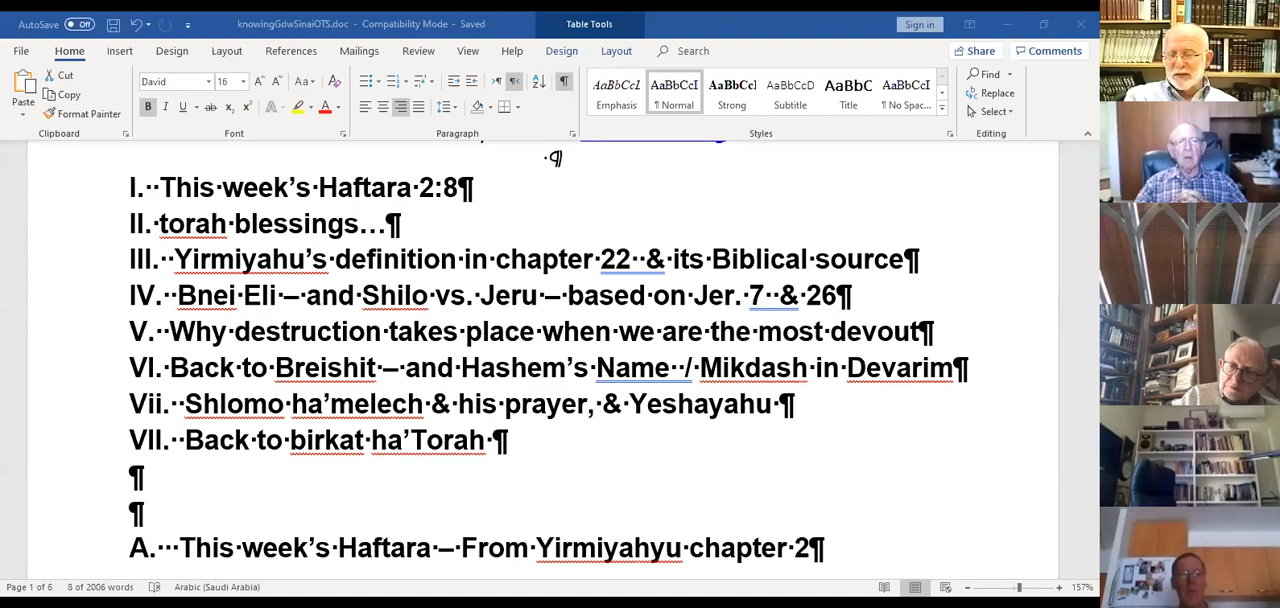 AutoSave Off knowingGdwSinaiOTS.doc - Compatibility Mode - Saved Table Tools Sign in
File Home Insert Design Layout References Mailings Review View Help Design Layout Search Share Comments
Cut David 16 Aa Find
Copy Replace
Paste Format Painter B I U ab x₂ x² A A Select
AaBbCcI AaBbCcI AaBbCcI AaBbCcD AaBbC AaBbCcI
Emphasis ¶ Normal Strong Subtitle Title ¶ No Spac...
Clipboard Font Paragraph Styles Editing
·¶
I.··This·week’s·Haftara·2:8¶
II.·torah·blessings…¶
III.··Yirmiyahu’s·definition·in·chapter·22··&·its·Biblical·source¶
IV.··Bnei·Eli·–·and·Shilo·vs.·Jeru·–·based·on·Jer.·7··&·26¶
V.··Why·destruction·takes·place·when·we·are·the·most·devout¶
VI.·Back·to·Breishit·–·and·Hashem’s·Name··/·Mikdash·in·Devarim¶
Vii.··Shlomo·ha’melech·&·his·prayer,·&·Yeshayahu·¶
VII.··Back·to·birkat·ha’Torah·¶
¶
¶
A.···This·week’s·Haftara·–·From·Yirmiyahyu·chapter·2¶
Page 1 of 6 8 of 2006 words Arabic (Saudi Arabia) 157%